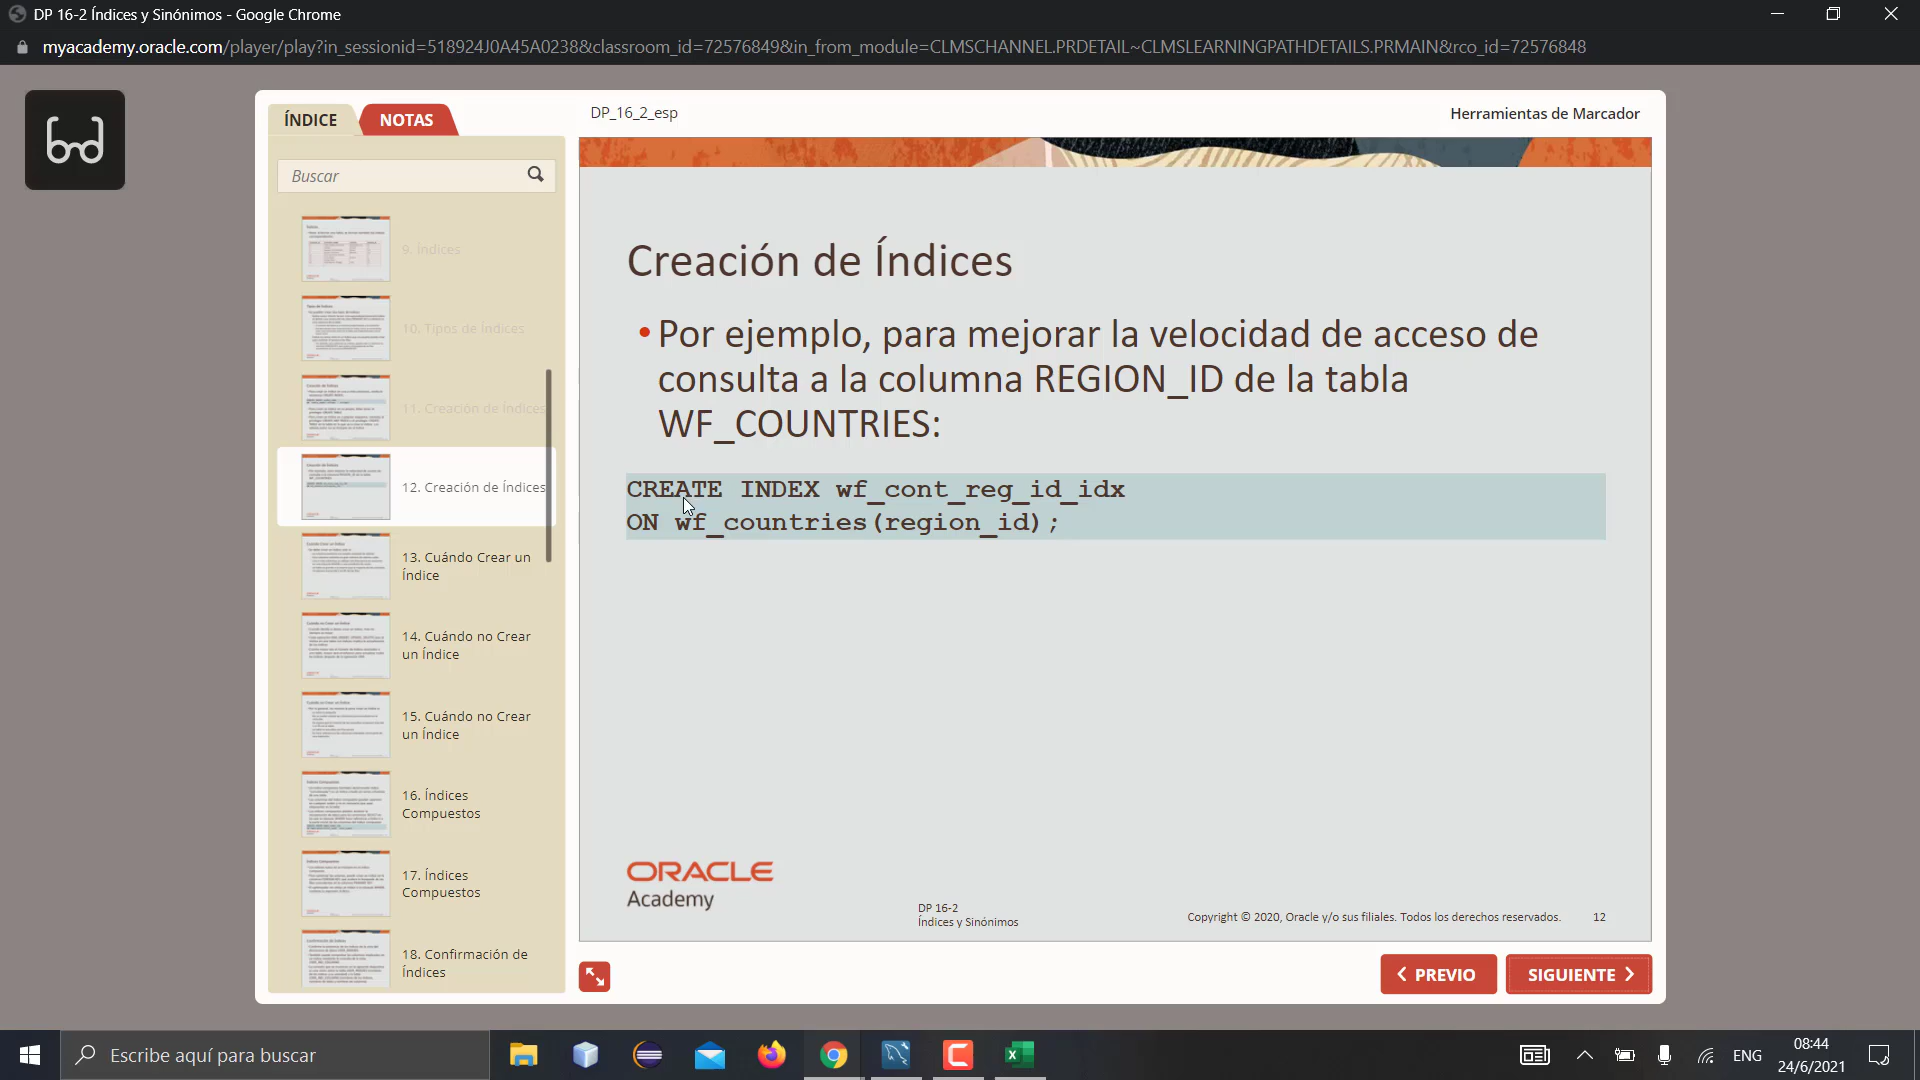 DP 16-2 Índices y Sinónimos - Google Chrome
myacademy.oracle.com/player/play?in_sessionid=518924J0A45A0238&classroom_id=72576849&in_from_module=CLMSCHANNEL.PRDETAIL~CLMSLEARNINGPATHDETAILS.PRMAIN&rco_id=72576848
ÍNDICE
NOTAS
DP_16_2_esp
Herramientas de Marcador
Buscar
9. Índices
10. Tipos de Índices
11. Creación de Índices
12. Creación de Índices
13. Cuándo Crear un
Índice
14. Cuándo no Crear
un Índice
15. Cuándo no Crear
un Índice
16. Índices
Compuestos
17. Índices
Compuestos
18. Confirmación de
Índices
Creación de Índices
• Por ejemplo, para mejorar la velocidad de acceso de
consulta a la columna REGION_ID de la tabla
WF_COUNTRIES:
CREATE INDEX wf_cont_reg_id_idx
ON wf_countries(region_id);
ORACLE
Academy
DP 16-2
Índices y Sinónimos
Copyright © 2020, Oracle y/o sus filiales. Todos los derechos reservados.
12
PREVIO
SIGUIENTE
Escribe aquí para buscar
ENG
08:44
24/6/2021